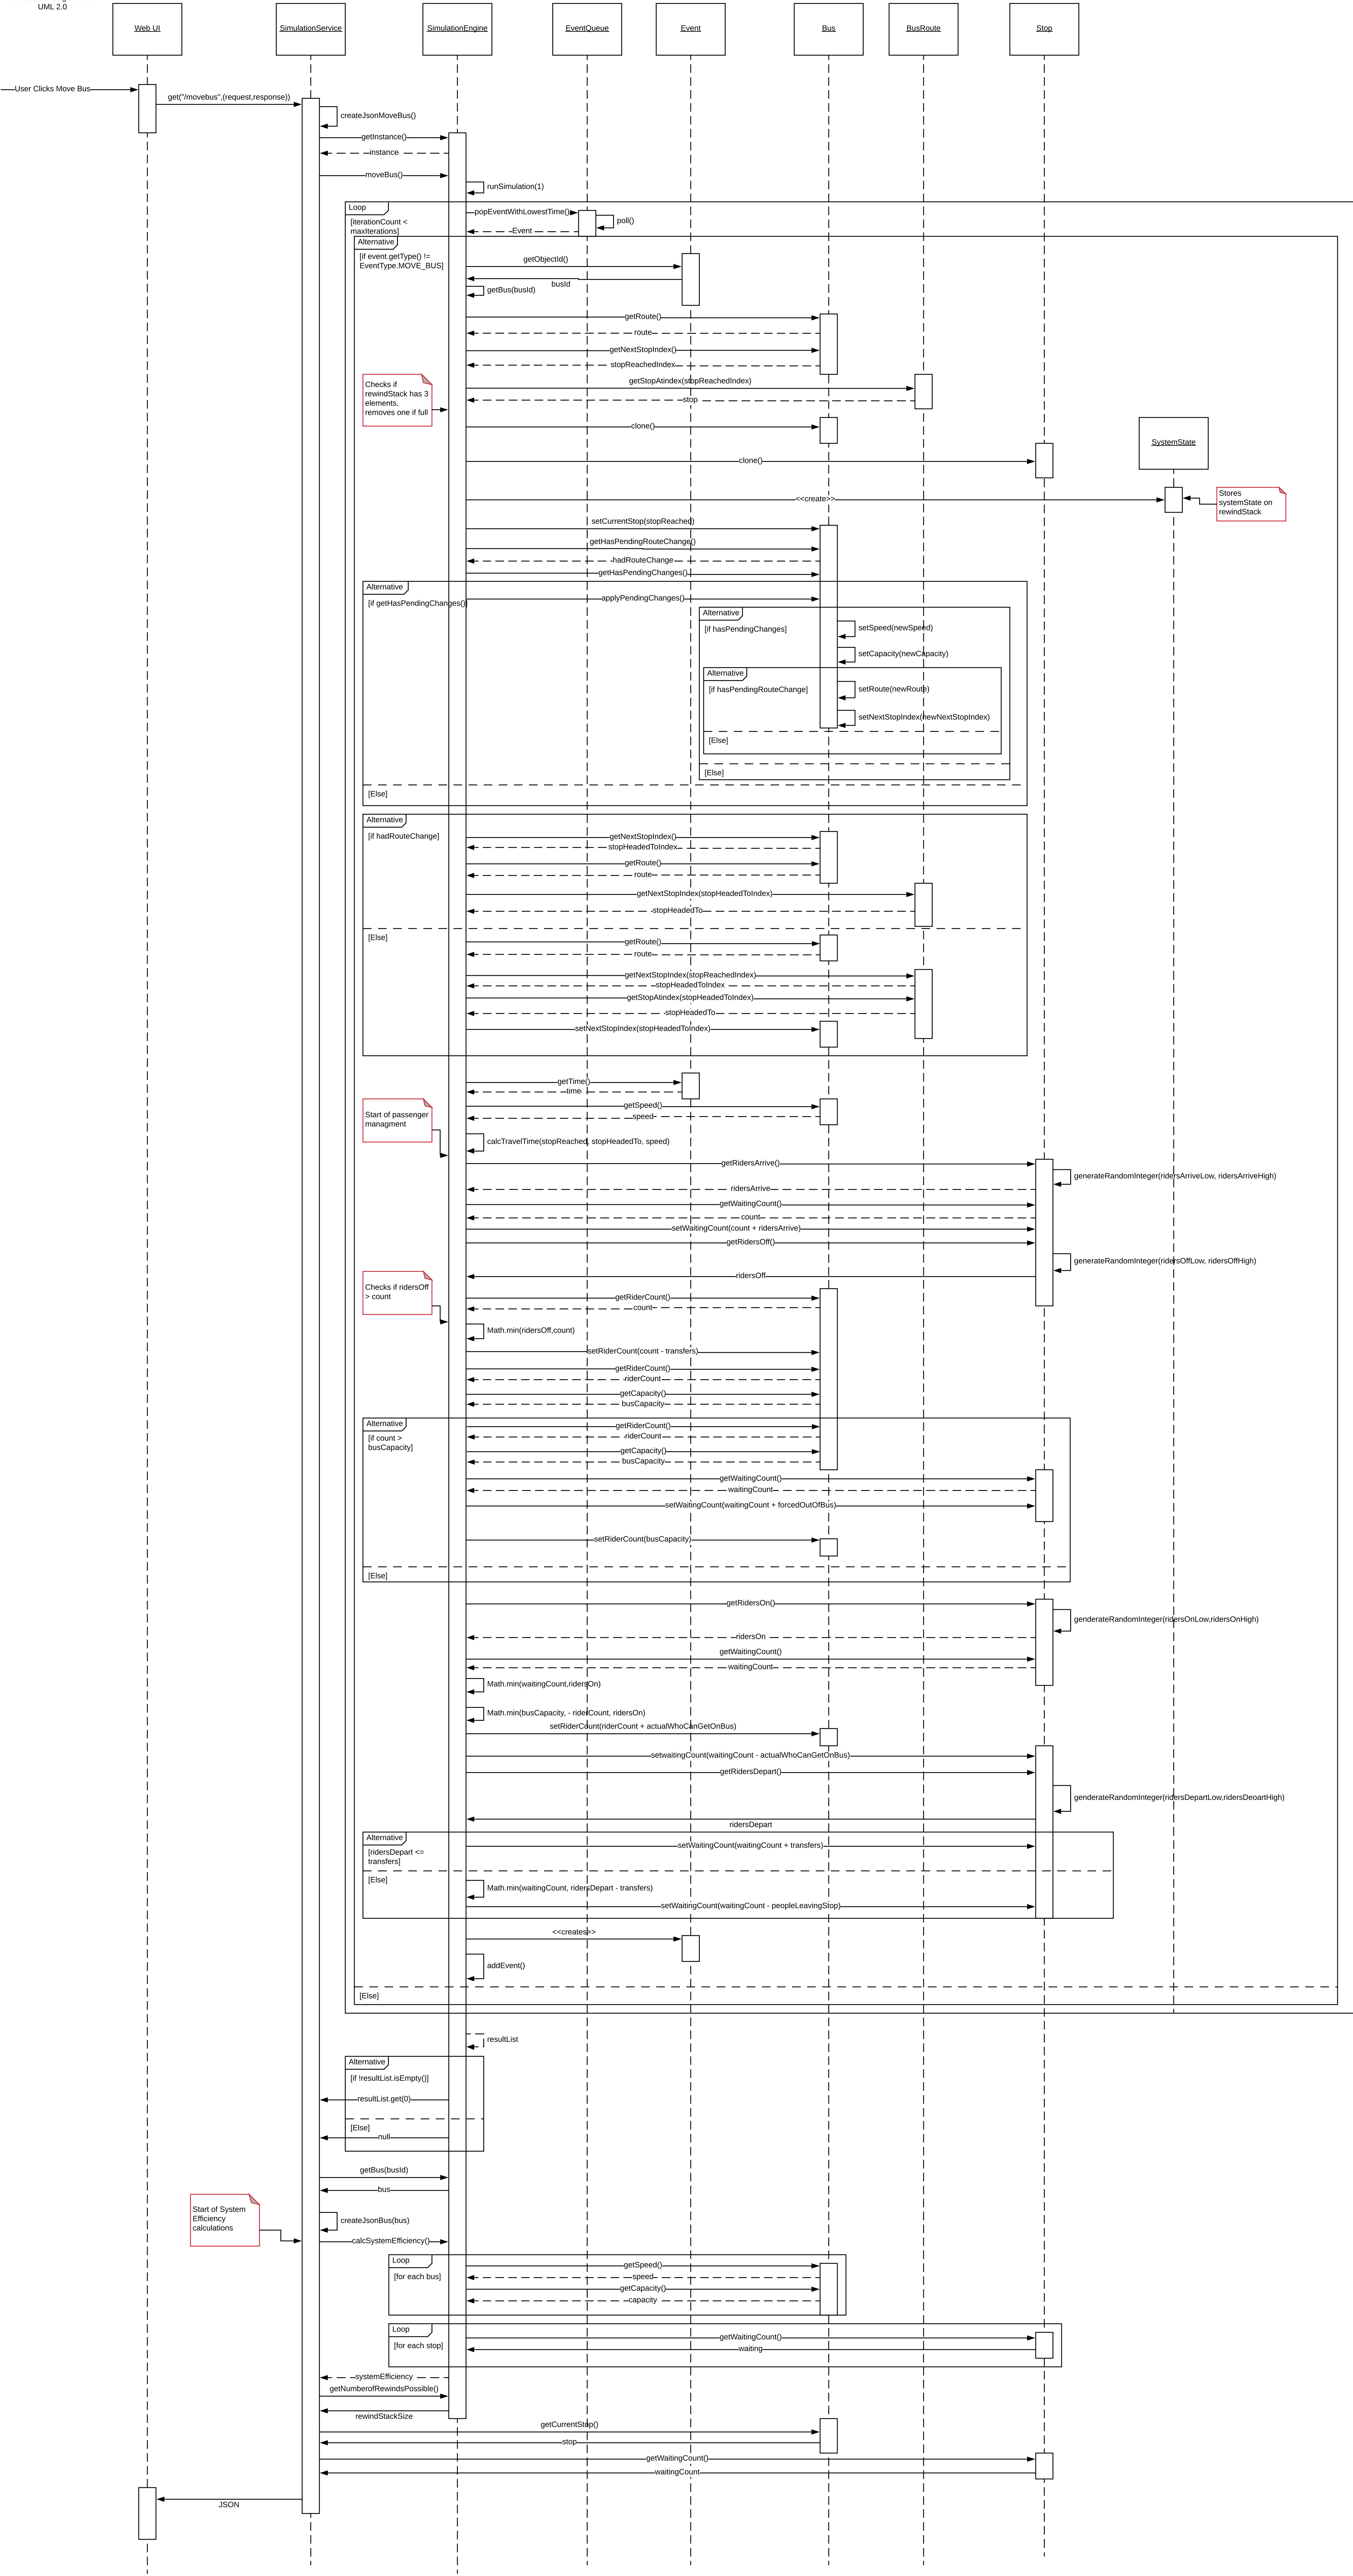 UML 2.0
Web UI
SimulationService
SimulationEngine
EventQueue
Event
Bus
BusRoute
Stop
User Clicks Move Bus
get("/movebus",(request,response))
createJsonMoveBus()
getInstance()
instance
moveBus()
runSimulation(1)
Loop
[iterationCount <
maxIterations]
popEventWithLowestTime()
poll()
Event
Alternative
[if event.getType() !=
EventType.MOVE_BUS]
getObjectId()
busId
getBus(busId)
getRoute()
route
getNextStopIndex()
stopReachedIndex
Checks if
rewindStack has 3
elements,
removes one if full
getStopAtindex(stopReachedIndex)
stop
clone()
SystemState
clone()
<<create>>
Stores
systemState on
rewindStack
setCurrentStop(stopReached)
getHasPendingRouteChange()
hadRouteChange
getHasPendingChanges()
Alternative
[if getHasPendingChanges()]
applyPendingChanges()
Alternative
[if hasPendingChanges]
setSpeed(newSpeed)
setCapacity(newCapacity)
Alternative
[if hasPendingRouteChange]
setRoute(newRoute)
setNextStopIndex(newNextStopIndex)
[Else]
[Else]
[Else]
Alternative
[if hadRouteChange]
getNextStopIndex()
stopHeadedToIndex
getRoute()
route
getNextStopIndex(stopHeadedToIndex)
stopHeadedTo
[Else]
getRoute()
route
getNextStopIndex(stopReachedIndex)
stopHeadedToIndex
getStopAtindex(stopHeadedToIndex)
stopHeadedTo
setNextStopIndex(stopHeadedToIndex)
getTime()
time
getSpeed()
speed
Start of passenger
managment
calcTravelTime(stopReached, stopHeadedTo, speed)
getRidersArrive()
generateRandomInteger(ridersArriveLow, ridersArriveHigh)
ridersArrive
getWaitingCount()
count
setWaitingCount(count + ridersArrive)
getRidersOff()
generateRandomInteger(ridersOffLow, ridersOffHigh)
ridersOff
Checks if ridersOff
> count
getRiderCount()
count
Math.min(ridersOff,count)
setRiderCount(count - transfers)
getRiderCount()
riderCount
getCapacity()
busCapacity
Alternative
[if count >
busCapacity]
getRiderCount()
riderCount
getCapacity()
busCapacity
getWaitingCount()
waitingCount
setWaitingCount(waitingCount + forcedOutOfBus)
setRiderCount(busCapacity)
[Else]
getRidersOn()
genderateRandomInteger(ridersOnLow,ridersOnHigh)
ridersOn
getWaitingCount()
waitingCount
Math.min(waitingCount,ridersOn)
Math.min(busCapacity, - riderCount, ridersOn)
setRiderCount(riderCount + actualWhoCanGetOnBus)
setwaitingCount(waitingCount - actualWhoCanGetOnBus)
getRidersDepart()
genderateRandomInteger(ridersDepartLow,ridersDeoartHigh)
ridersDepart
Alternative
[ridersDepart <=
transfers]
setWaitingCount(waitingCount + transfers)
[Else]
Math.min(waitingCount, ridersDepart - transfers)
setWaitingCount(waitingCount - peopleLeavingStop)
<<creates>>
addEvent()
[Else]
resultList
Alternative
[if !resultList.isEmpty()]
resultList.get(0)
[Else]
null
getBus(busId)
bus
Start of System
Efficiency
calculations
createJsonBus(bus)
calcSystemEfficiency()
Loop
[for each bus]
getSpeed()
speed
getCapacity()
capacity
Loop
[for each stop]
getWaitingCount()
waiting
systemEfficiency
getNumberofRewindsPossible()
rewindStackSize
getCurrentStop()
stop
getWaitingCount()
waitingCount
JSON